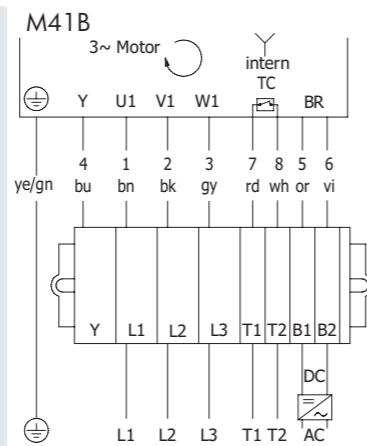 M41B
3~ Motor
intern
TC
Y U1 V1 W1 BR
4 1 2 3 7 8 5 6
ye/gn bu bn bk gy rd wh or vi
Y L1 L2 L3 T1 T2 B1 B2
DC
= ~
L1 L2 L3 T1 T2 AC